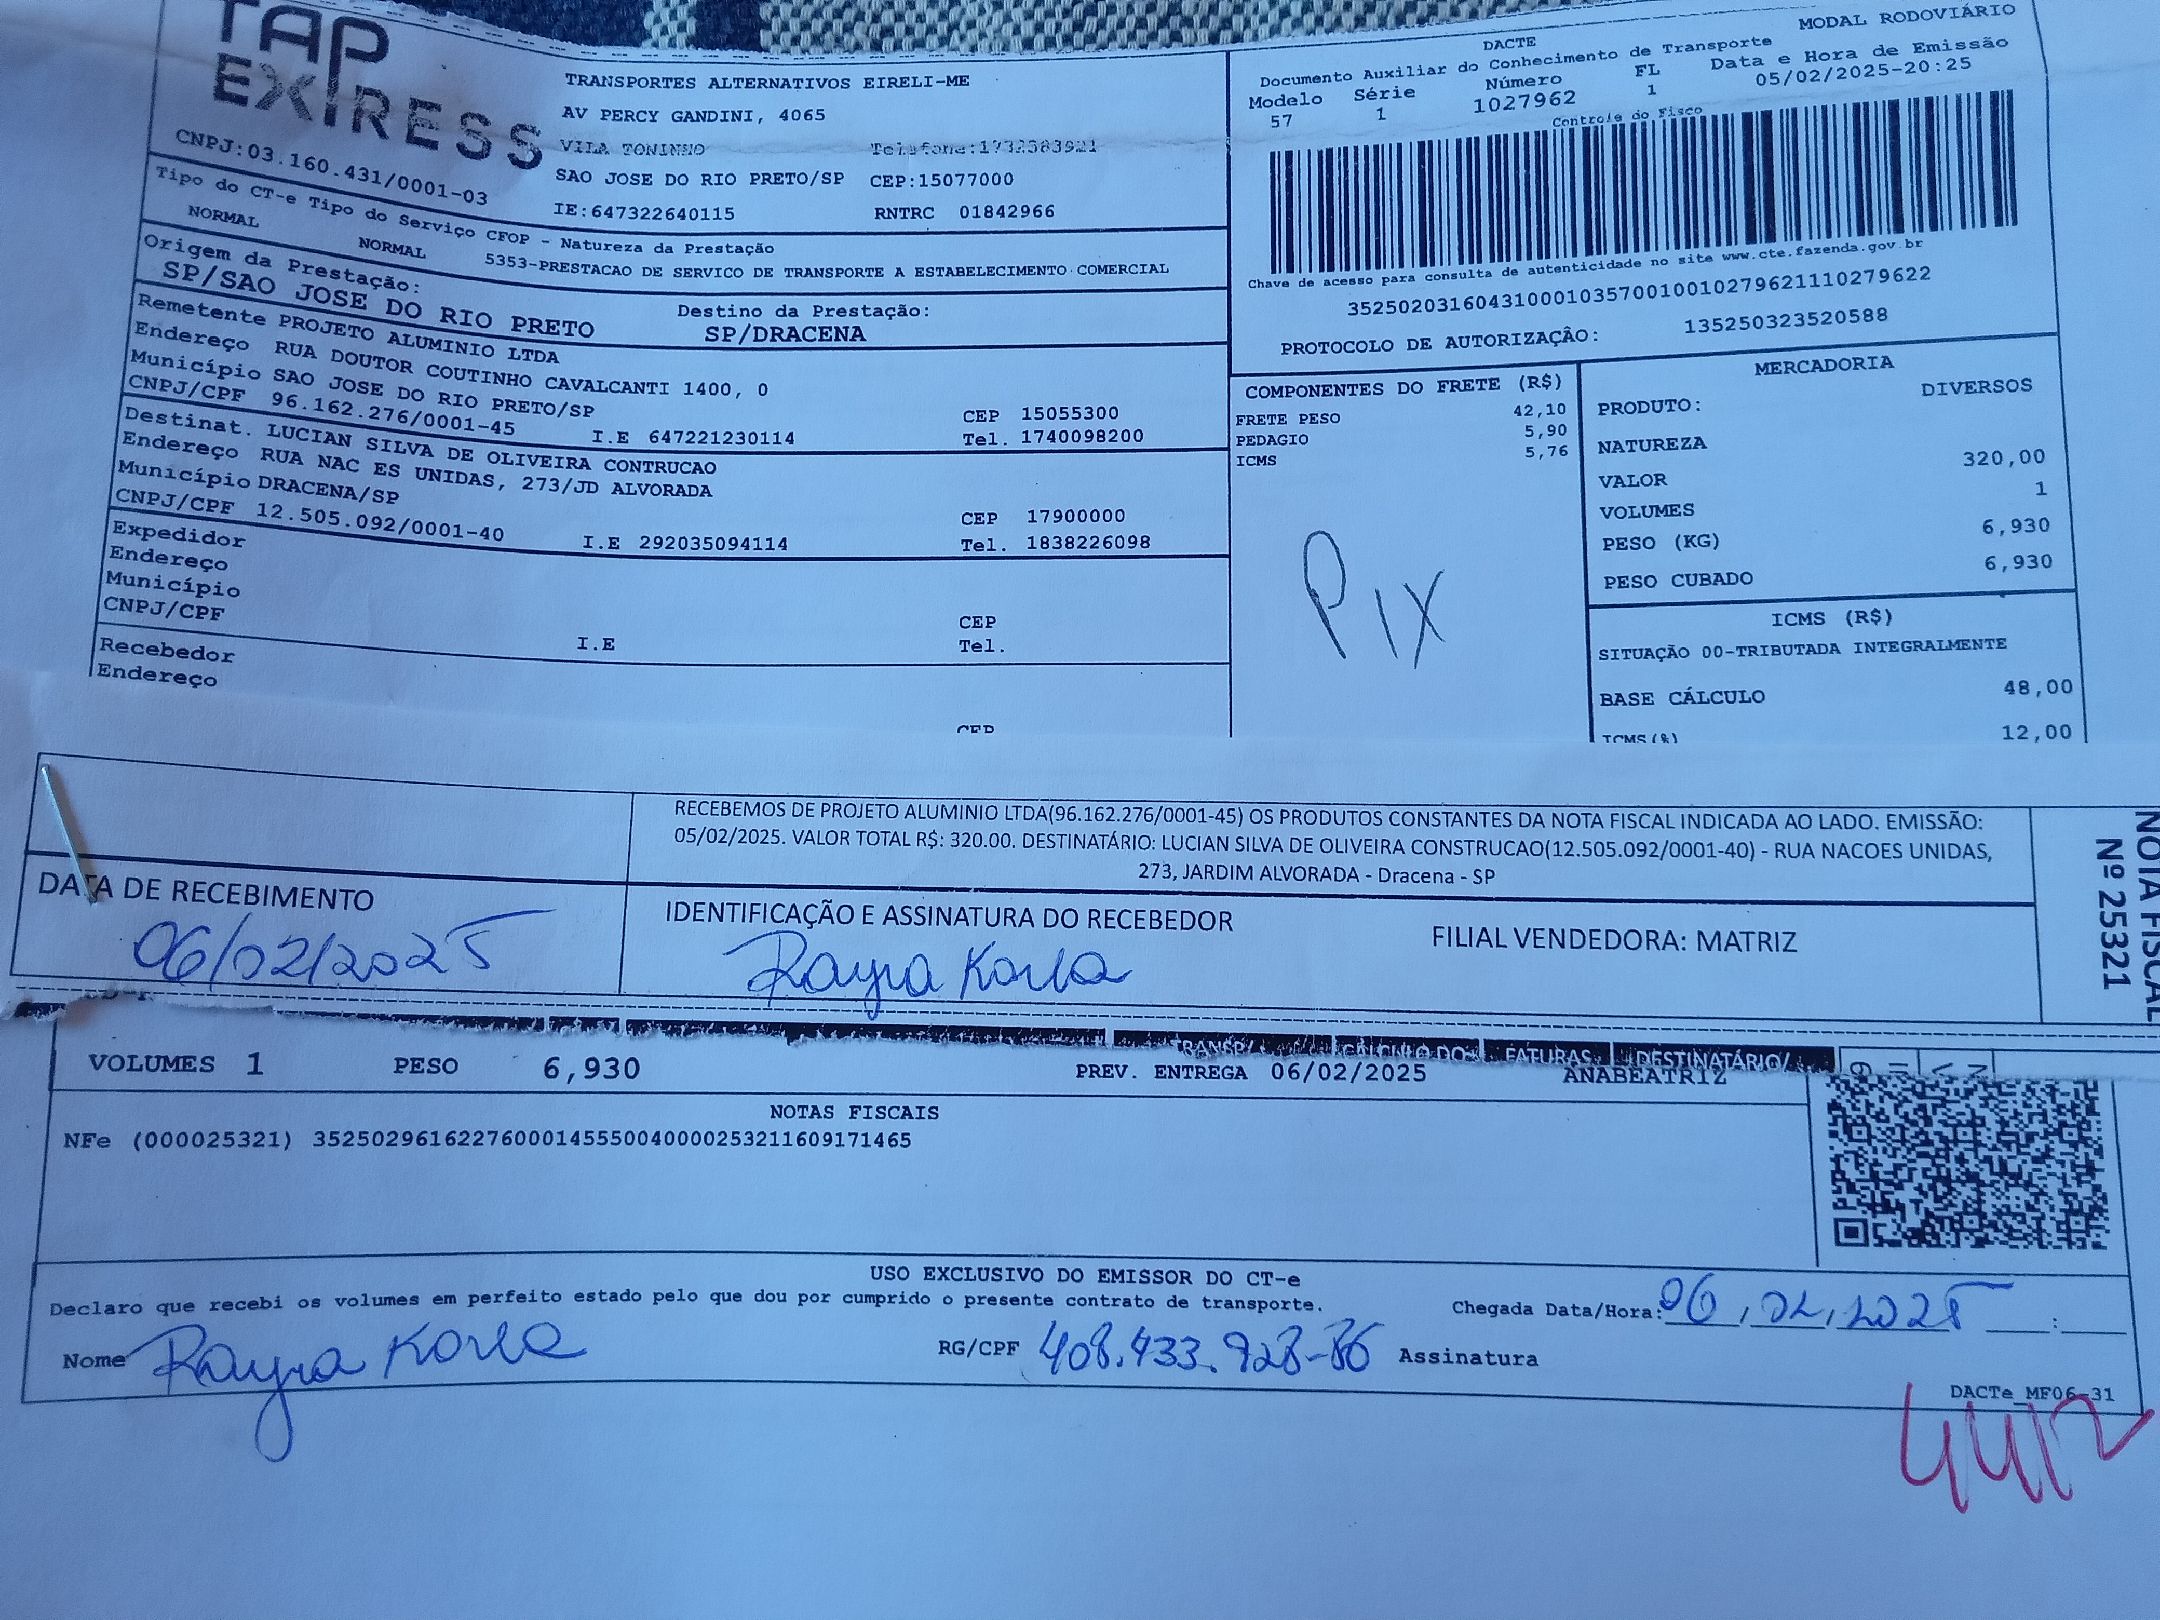 TAP
EXPRESS
CNPJ:03.160.431/0001-03
TRANSPORTES ALTERNATIVOS EIRELI-ME
AV PERCY GANDINI, 4065
VILA TONINHO Telefone:1732583921
SAO JOSE DO RIO PRETO/SP CEP:15077000
IE:647322640115 RNTRC 01842966
Tipo do CT-e Tipo do Serviço CFOP - Natureza da Prestação
NORMAL NORMAL 5353-PRESTACAO DE SERVICO DE TRANSPORTE A ESTABELECIMENTO COMERCIAL
Origem da Prestação: Destino da Prestação:
SP/SAO JOSE DO RIO PRETO SP/DRACENA
Remetente PROJETO ALUMINIO LTDA
Endereço RUA DOUTOR COUTINHO CAVALCANTI 1400, 0
Município SAO JOSE DO RIO PRETO/SP CEP 15055300
CNPJ/CPF 96.162.276/0001-45 I.E 647221230114 Tel. 1740098200
Destinat. LUCIAN SILVA DE OLIVEIRA CONTRUCAO
Endereço RUA NAC ES UNIDAS, 273/JD ALVORADA
Município DRACENA/SP CEP 17900000
CNPJ/CPF 12.505.092/0001-40 I.E 292035094114 Tel. 1838226098
Expedidor
Endereço
Município CEP
CNPJ/CPF I.E Tel.
Recebedor
Endereço
CEP
MODAL RODOVIÁRIO
DACTE
Documento Auxiliar do Conhecimento de Transporte
Modelo Série Número FL Data e Hora de Emissão
57 1 1027962 1 05/02/2025-20:25
Controle do Fisco
Chave de acesso para consulta de autenticidade no site www.cte.fazenda.gov.br
35250203160431000103570010010279621110279622
PROTOCOLO DE AUTORIZAÇÃO: 135250323520588
COMPONENTES DO FRETE (R$)
FRETE PESO 42,10
PEDAGIO 5,90
ICMS 5,76
PIX
MERCADORIA
PRODUTO: DIVERSOS
NATUREZA
VALOR 320,00
VOLUMES 1
PESO (KG) 6,930
PESO CUBADO 6,930
ICMS (R$)
SITUAÇÃO 00-TRIBUTADA INTEGRALMENTE
BASE CÁLCULO 48,00
ICMS(%) 12,00
RECEBEMOS DE PROJETO ALUMINIO LTDA(96.162.276/0001-45) OS PRODUTOS CONSTANTES DA NOTA FISCAL INDICADA AO LADO. EMISSÃO:
05/02/2025. VALOR TOTAL R$: 320.00. DESTINATÁRIO: LUCIAN SILVA DE OLIVEIRA CONSTRUCAO(12.505.092/0001-40) - RUA NACOES UNIDAS,
273, JARDIM ALVORADA - Dracena - SP
DATA DE RECEBIMENTO
06/02/2025
IDENTIFICAÇÃO E ASSINATURA DO RECEBEDOR
Rayra Karla
FILIAL VENDEDORA: MATRIZ
NOTA FISCAL
Nº 25321
TRANSP/ CÁLCULO DO FATURAS DESTINATÁRIO/
VOLUMES 1 PESO 6,930 PREV. ENTREGA 06/02/2025 ANABEATRIZ
NOTAS FISCAIS
NFe (000025321) 35250296162276000145550040000253211609171465
USO EXCLUSIVO DO EMISSOR DO CT-e
Declaro que recebi os volumes em perfeito estado pelo que dou por cumprido o presente contrato de transporte. Chegada Data/Hora: 06, 02, 2025 :
Nome Rayra Karla RG/CPF 408.433.928-86 Assinatura
DACTe_MF06-31